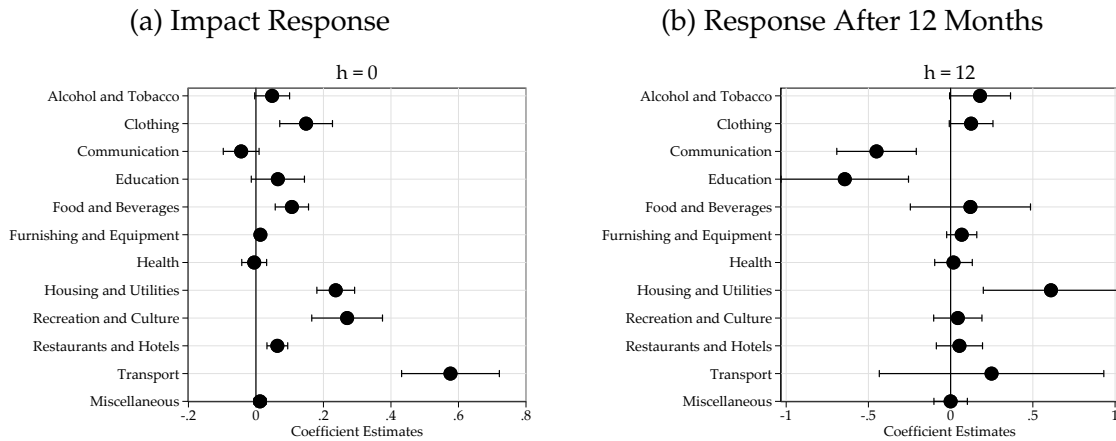 (a) Impact Response
h = 0
Alcohol and Tobacco
Clothing
Communication
Education
Food and Beverages
Furnishing and Equipment
Health
Housing and Utilities
Recreation and Culture
Restaurants and Hotels
Transport
Miscellaneous
-.2 0 .2 .4 .6 .8
Coefficient Estimates
(b) Response After 12 Months
h = 12
Alcohol and Tobacco
Clothing
Communication
Education
Food and Beverages
Furnishing and Equipment
Health
Housing and Utilities
Recreation and Culture
Restaurants and Hotels
Transport
Miscellaneous
-1 -.5 0 .5 1
Coefficient Estimates